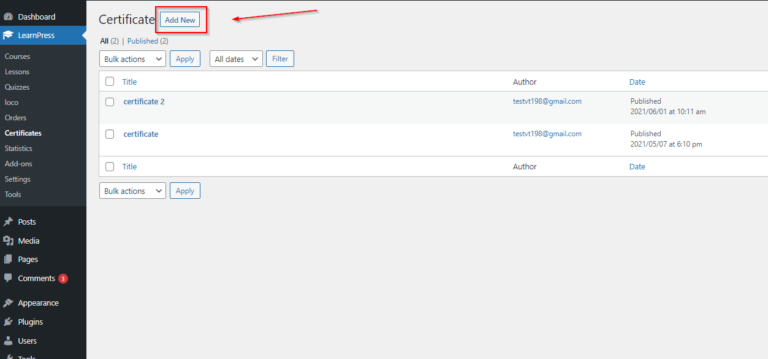 Dashboard
LearnPress
Courses
Lessons
Quizzes
loco
Orders
Certificates
Statistics
Add-ons
Settings
Tools
Posts
Media
Pages
Comments 1
Appearance
Plugins
Users
Tools
Certificate Add New
All (2) | Published (2)
Bulk actions Apply All dates Filter
Title Author Date
certificate 2 testvt198@gmail.com Published
2021/06/01 at 10:11 am
certificate testvt198@gmail.com Published
2021/05/07 at 6:10 pm
Title Author Date
Bulk actions Apply